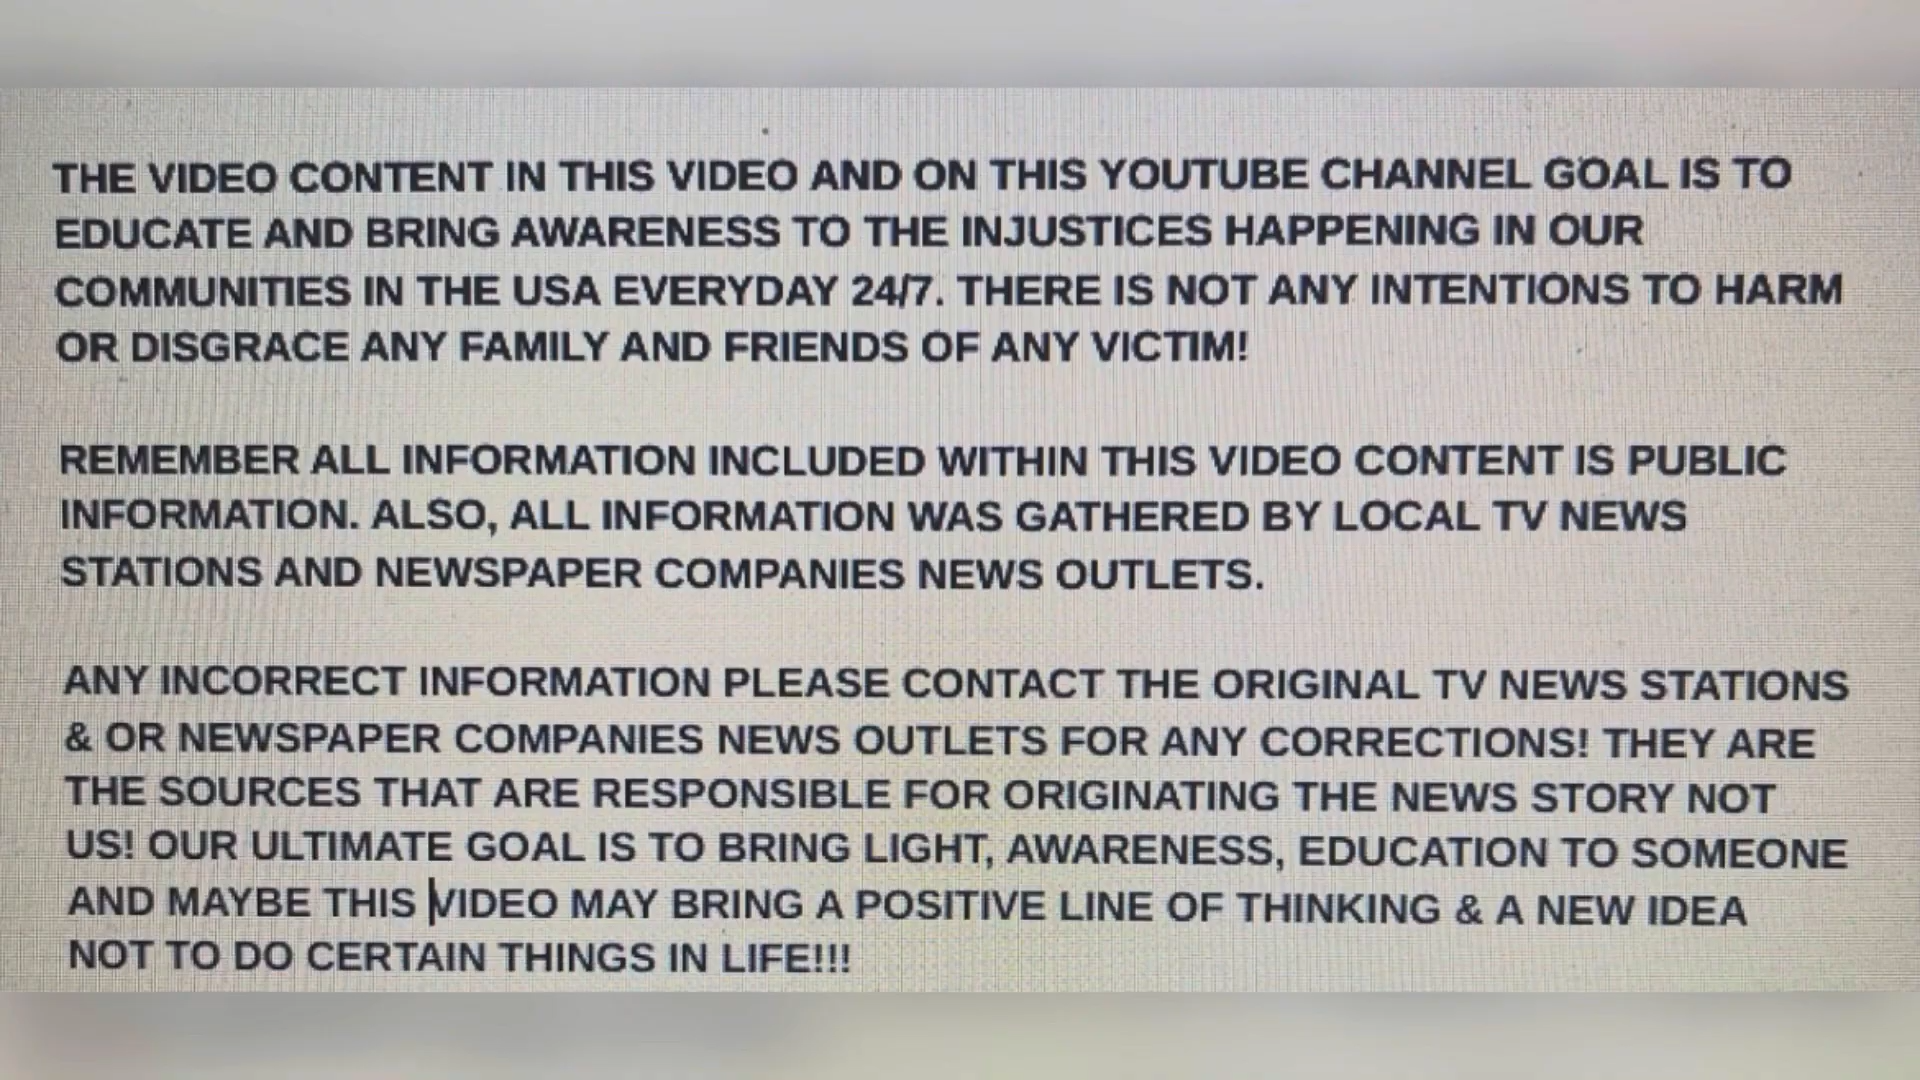 THE VIDEO CONTENT IN THIS VIDEO AND ON THIS YOUTUBE CHANNEL GOAL IS TO
EDUCATE AND BRING AWARENESS TO THE INJUSTICES HAPPENING IN OUR
COMMUNITIES IN THE USA EVERYDAY 24/7. THERE IS NOT ANY INTENTIONS TO HARM
OR DISGRACE ANY FAMILY AND FRIENDS OF ANY VICTIM!
REMEMBER ALL INFORMATION INCLUDED WITHIN THIS VIDEO CONTENT IS PUBLIC
INFORMATION. ALSO, ALL INFORMATION WAS GATHERED BY LOCAL TV NEWS
STATIONS AND NEWSPAPER COMPANIES NEWS OUTLETS.
ANY INCORRECT INFORMATION PLEASE CONTACT THE ORIGINAL TV NEWS STATIONS
& OR NEWSPAPER COMPANIES NEWS OUTLETS FOR ANY CORRECTIONS! THEY ARE
THE SOURCES THAT ARE RESPONSIBLE FOR ORIGINATING THE NEWS STORY NOT
US! OUR ULTIMATE GOAL IS TO BRING LIGHT, AWARENESS, EDUCATION TO SOMEONE
AND MAYBE THIS VIDEO MAY BRING A POSITIVE LINE OF THINKING & A NEW IDEA
NOT TO DO CERTAIN THINGS IN LIFE!!!